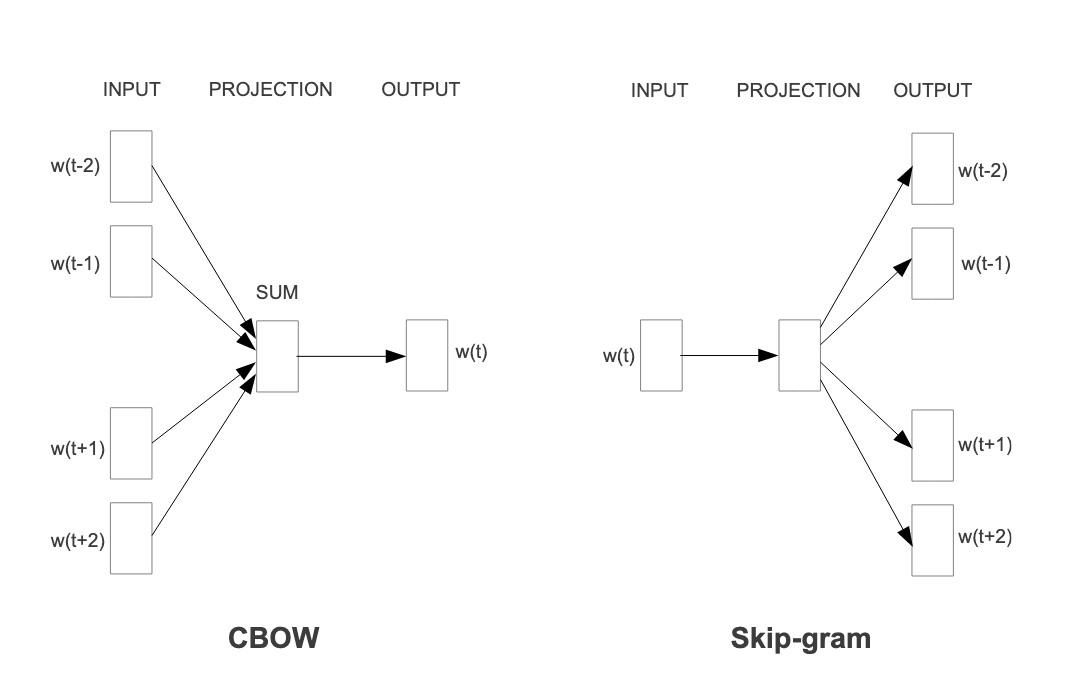 INPUT PROJECTION OUTPUT
w(t-2)
w(t-1)
SUM
w(t)
w(t+1)
w(t+2)
CBOW
INPUT PROJECTION OUTPUT
w(t-2)
w(t-1)
w(t)
w(t+1)
w(t+2)
Skip-gram